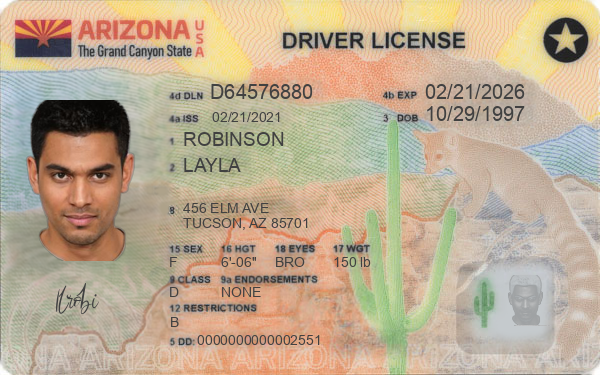 ARIZONA USA
The Grand Canyon State
DRIVER LICENSE
4d DLN D64576880 4b EXP 02/21/2026
4a ISS 02/21/2021 3 DOB 10/29/1997
1 ROBINSON
2 LAYLA
8 456 ELM AVE
TUCSON, AZ 85701
15 SEX 16 HGT 18 EYES 17 WGT
F 6'-06" BRO 150 lb
9 CLASS 9a ENDORSEMENTS
D NONE
12 RESTRICTIONS
B
5 DD: 0000000000002551
ARIZONA ARIZONA ARIZONA ARIZONA